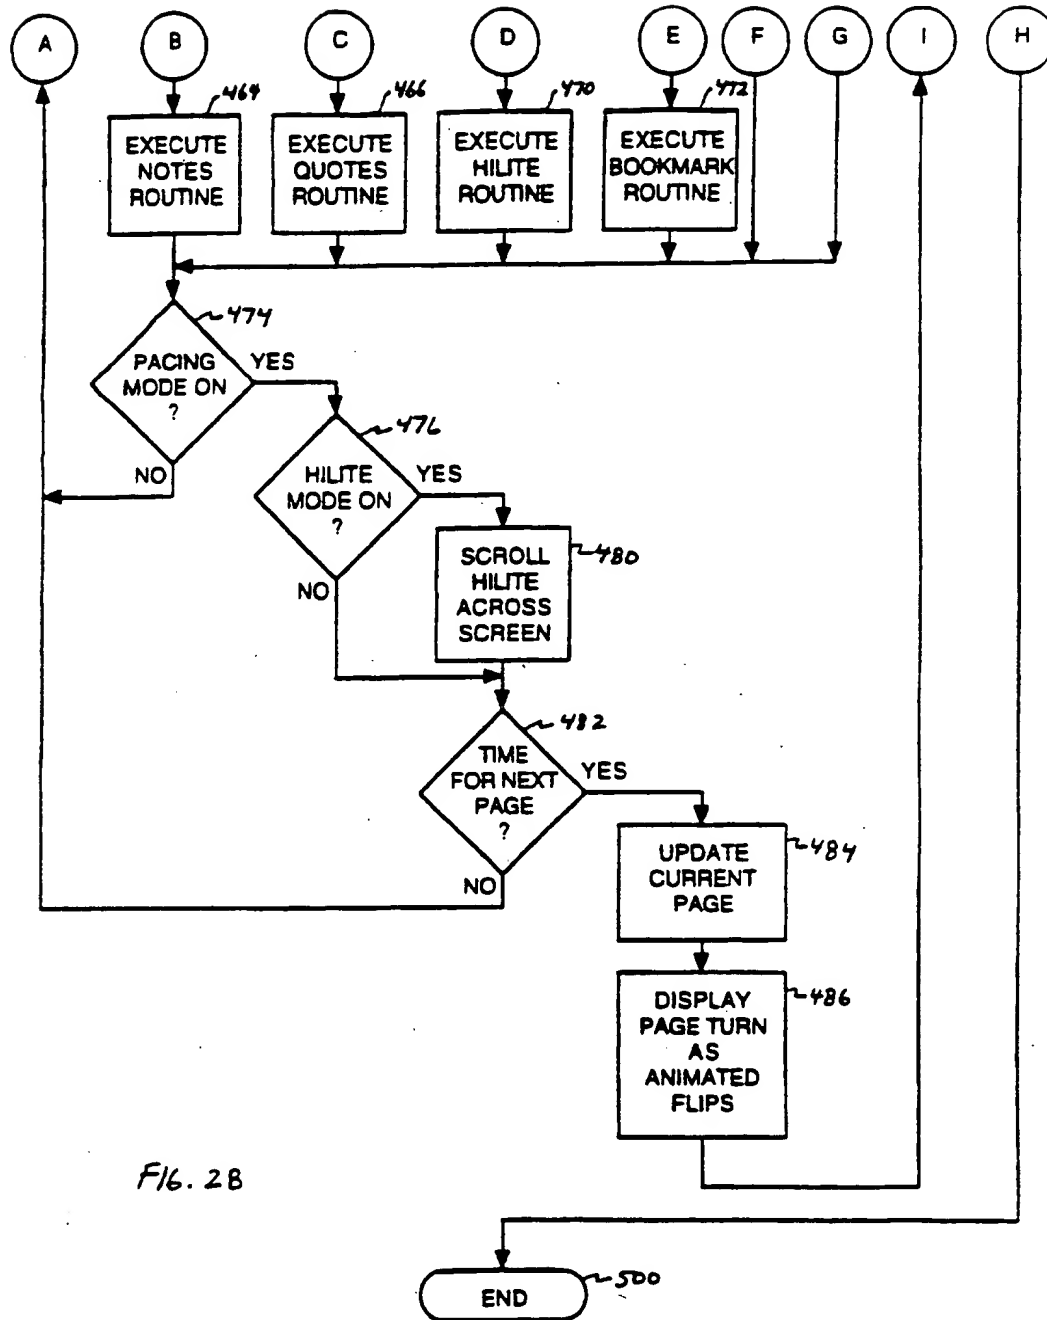 A
B
C
D
E
F
G
I
H
464
466
470
472
EXECUTE
NOTES
ROUTINE
EXECUTE
QUOTES
ROUTINE
EXECUTE
HILITE
ROUTINE
EXECUTE
BOOKMARK
ROUTINE
474
PACING
MODE ON
?
YES
NO
476
HILITE
MODE ON
?
YES
NO
480
SCROLL
HILITE
ACROSS
SCREEN
482
TIME
FOR NEXT
PAGE
?
YES
NO
484
UPDATE
CURRENT
PAGE
486
DISPLAY
PAGE TURN
AS
ANIMATED
FLIPS
FIG. 2B
500
END